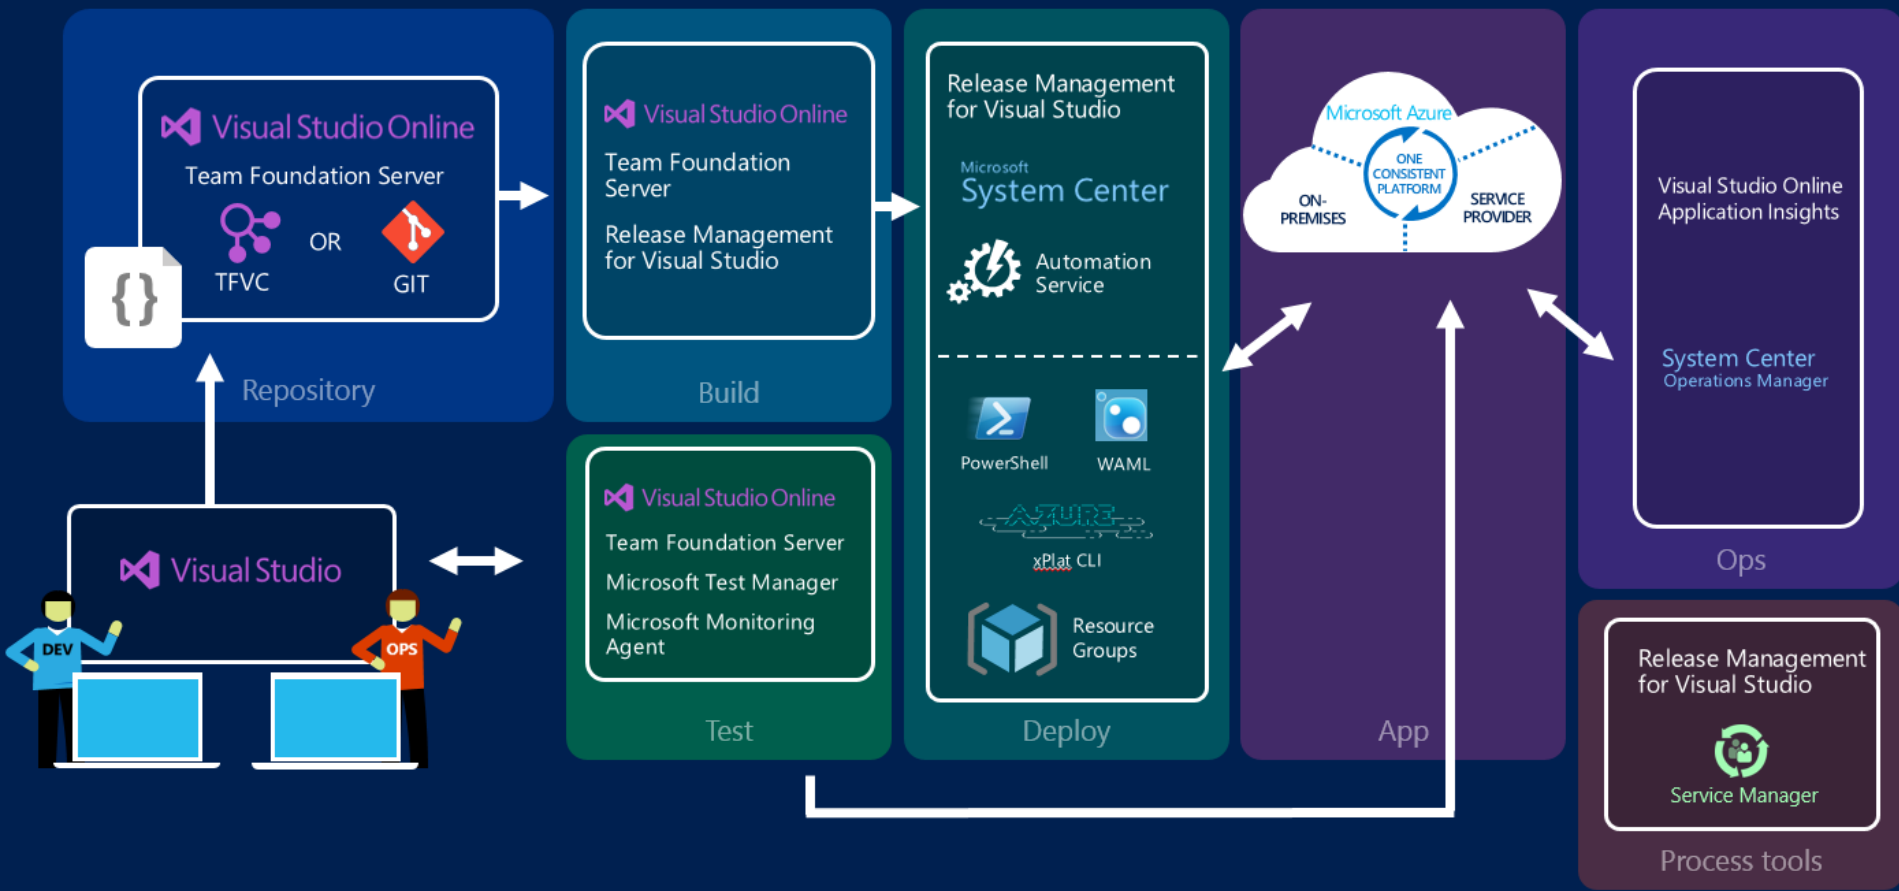 Visual Studio Online
Team Foundation Server
OR
TFVC
GIT
{}
Repository
Visual Studio
DEV
OPS
Visual Studio Online
Team Foundation
Server
Release Management
for Visual Studio
Build
Visual Studio Online
Team Foundation Server
Microsoft Test Manager
Microsoft Monitoring
Agent
Test
Release Management
for Visual Studio
Microsoft
System Center
Automation
Service
PowerShell
WAML
AZURE
xPlat CLI
Resource
Groups
Deploy
Microsoft Azure
ONE
CONSISTENT
PLATFORM
ON-
PREMISES
SERVICE
PROVIDER
App
Visual Studio Online
Application Insights
System Center
Operations Manager
Ops
Release Management
for Visual Studio
Service Manager
Process tools